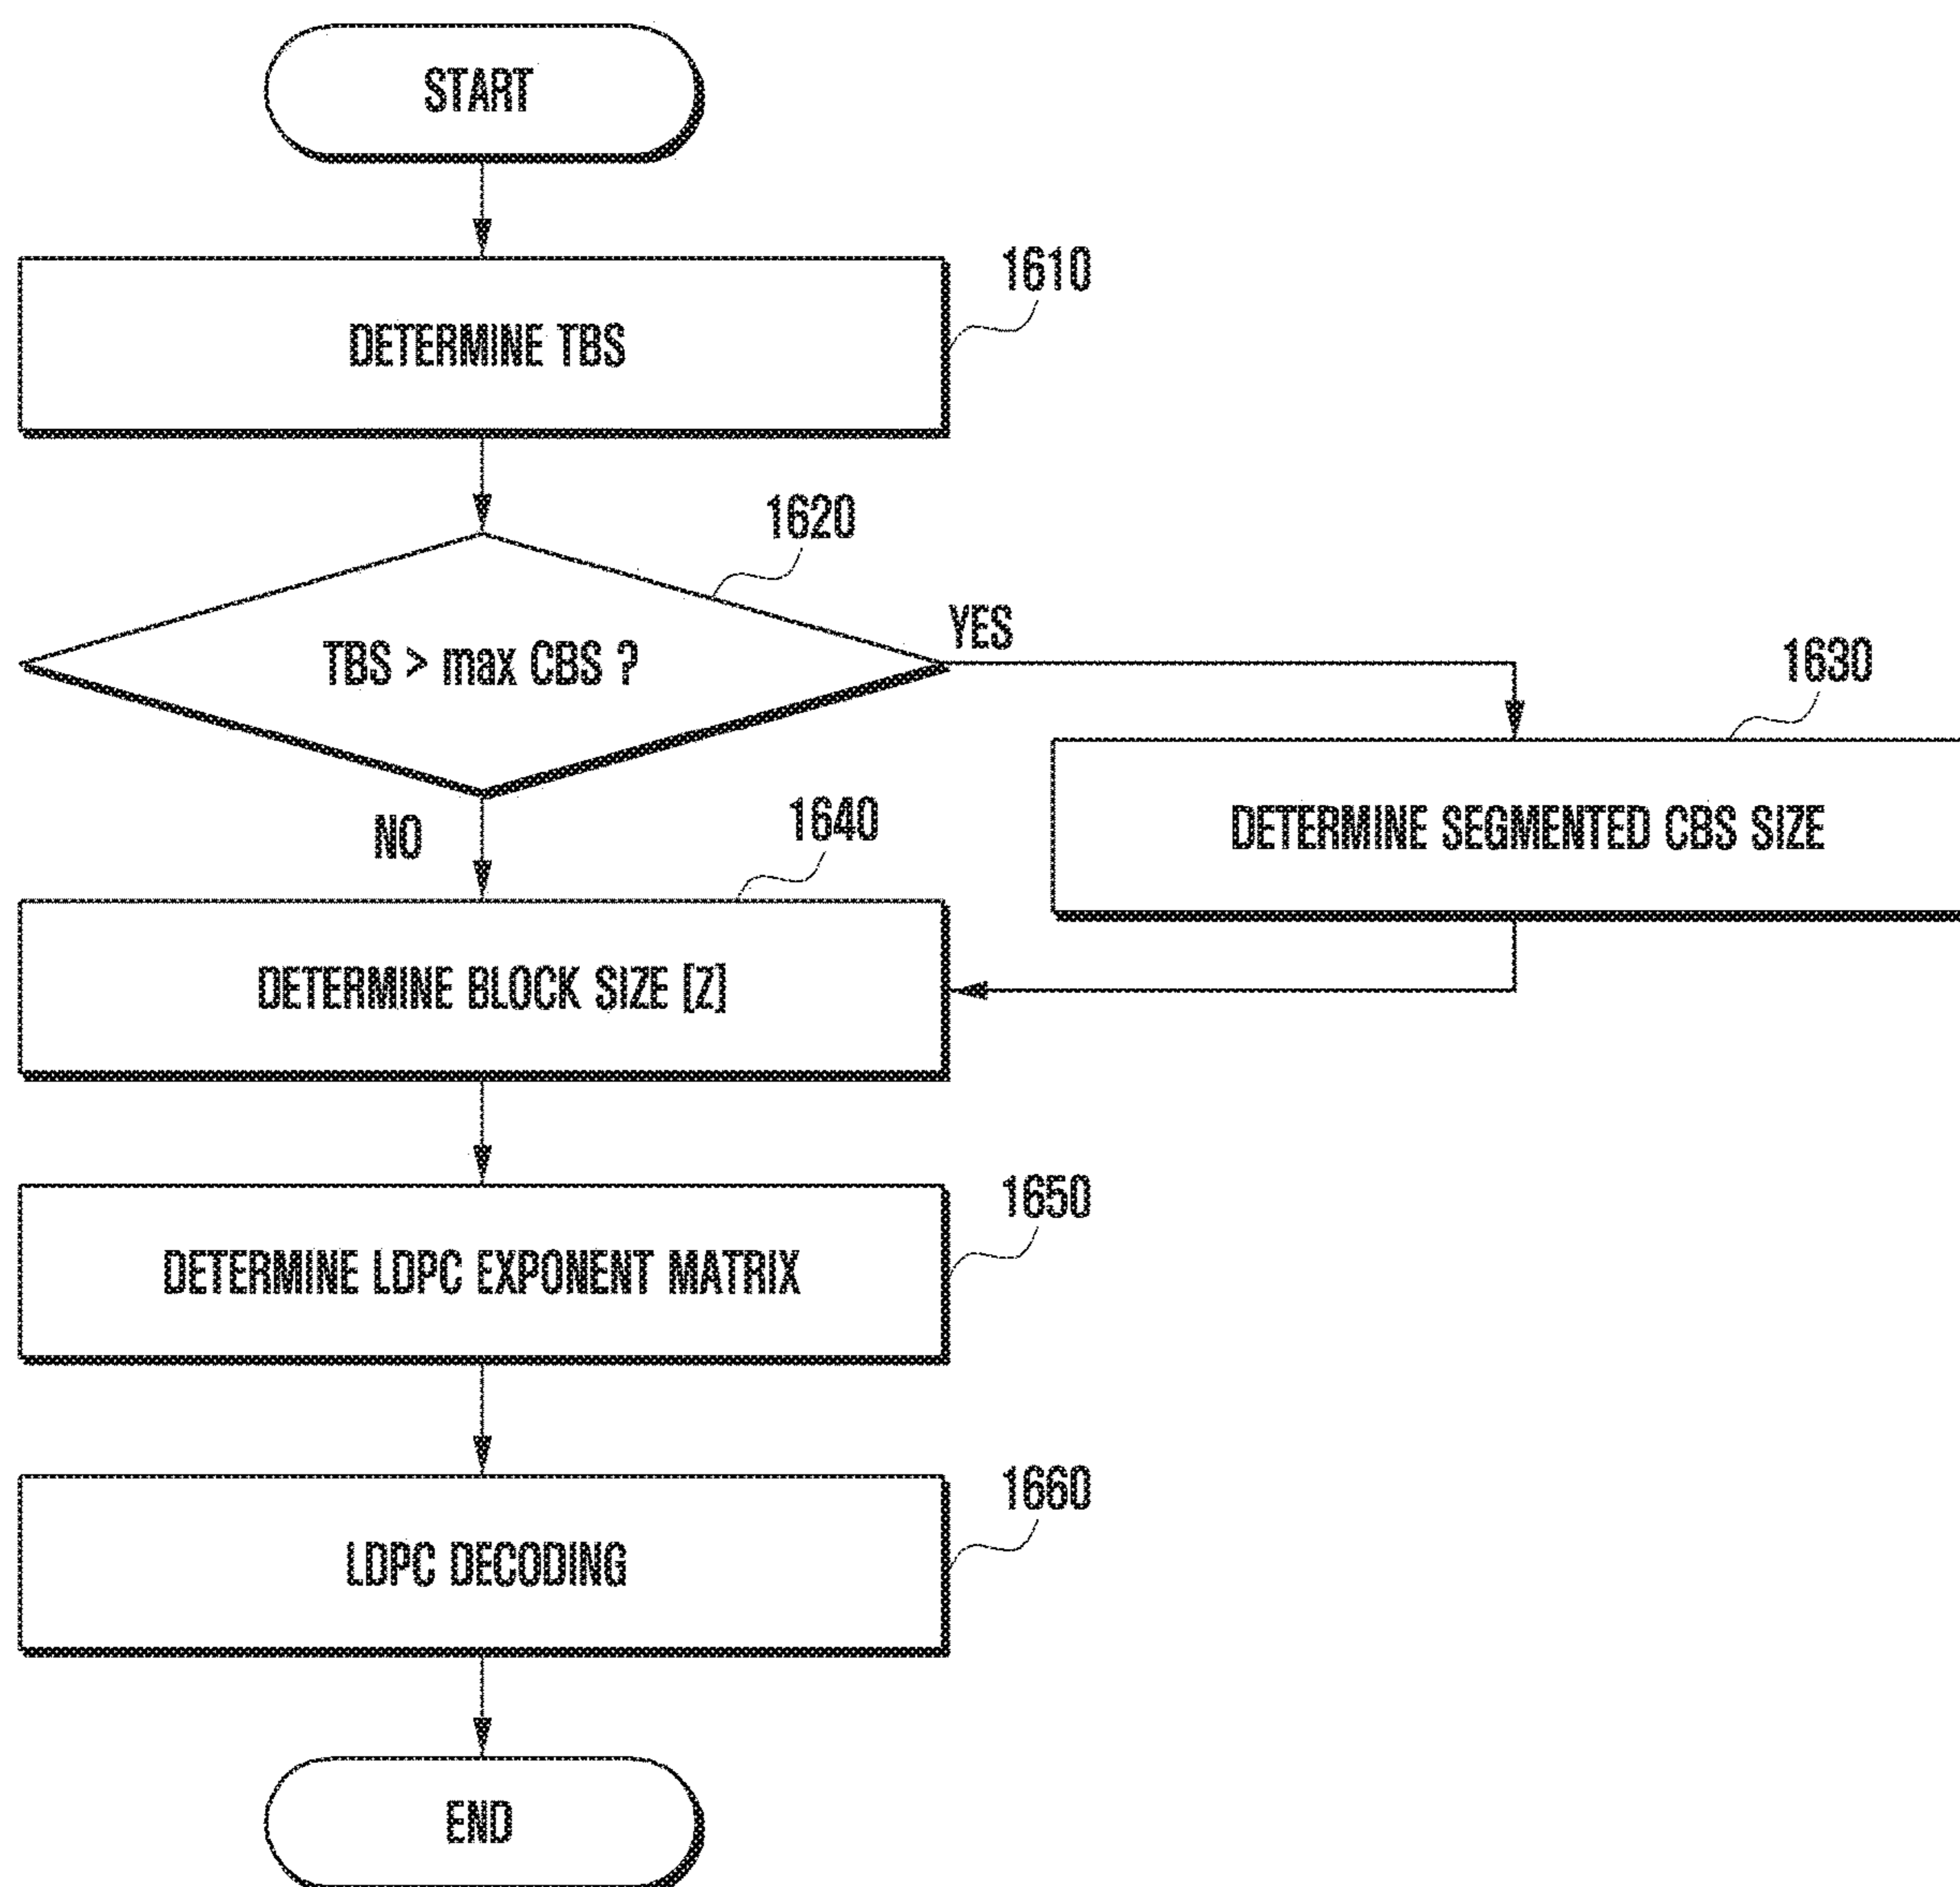 START
DETERMINE TBS
1610
1620
TBS > max CBS ?
YES
1630
DETERMINE SEGMENTED CBS SIZE
NO
1640
DETERMINE BLOCK SIZE [Z]
1650
DETERMINE LDPC EXPONENT MATRIX
1660
LDPC DECODING
END